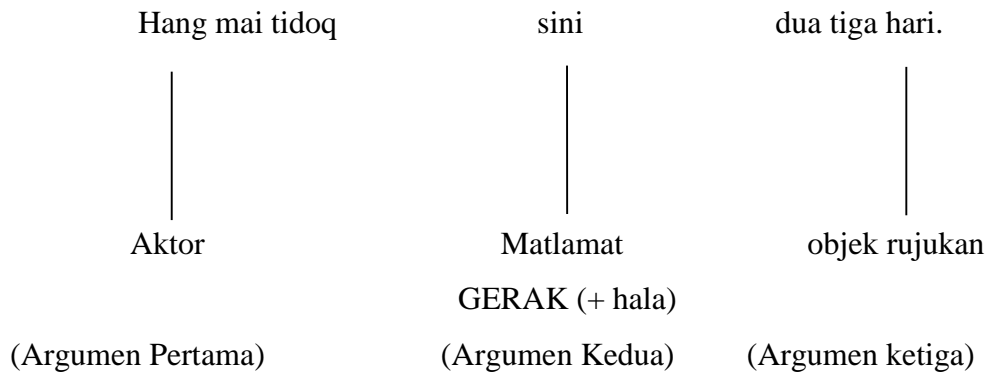 Hang mai tidoq sini dua tiga hari.
Aktor Matlamat objek rujukan
GERAK (+ hala)
(Argumen Pertama) (Argumen Kedua) (Argumen ketiga)